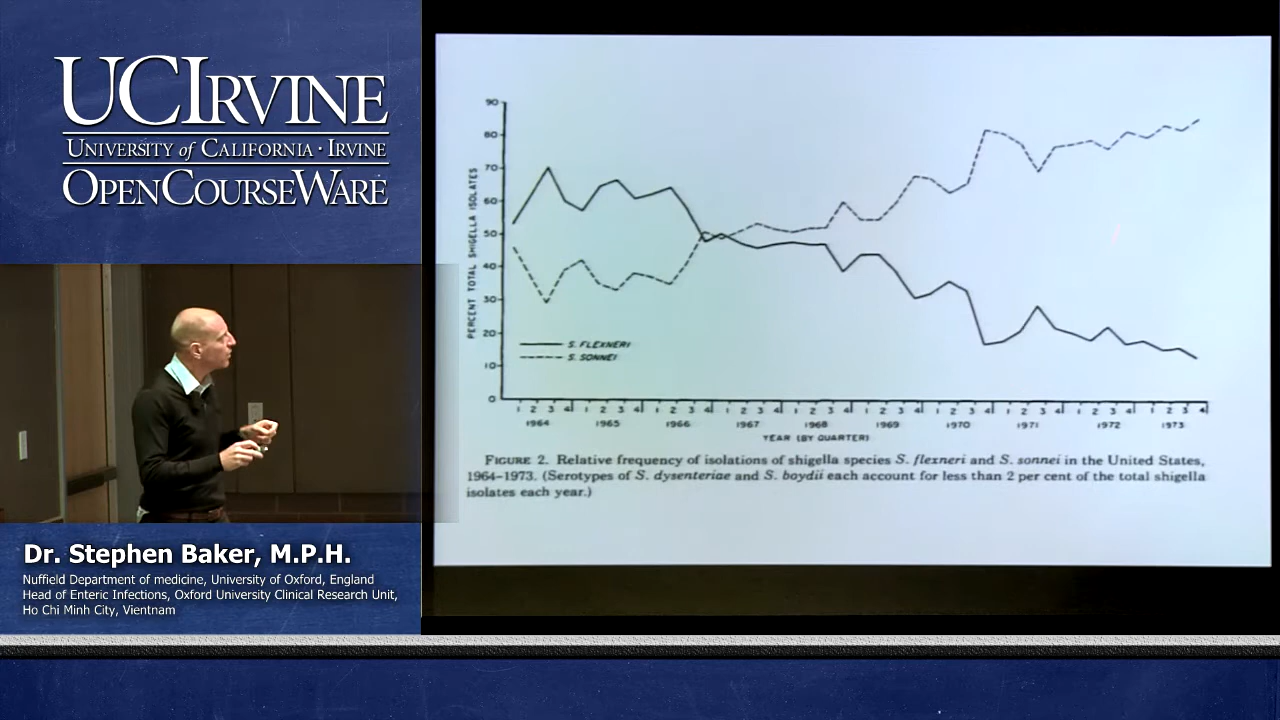 UCIRVINE
UNIVERSITY of CALIFORNIA · IRVINE
OPENCOURSEWARE
Dr. Stephen Baker, M.P.H.
Nuffield Department of medicine, University of Oxford, England
Head of Enteric Infections, Oxford University Clinical Research Unit,
Ho Chi Minh City, Vientnam
PERCENT TOTAL SHIGELLA ISOLATES
90
80
70
60
50
40
30
20
10
0
S. FLEXNERI
S. SONNEI
1 2 3 4 1 2 3 4 1 2 3 4 1 2 3 4 1 2 3 4 1 2 3 4 1 2 3 4 1 2 3 4 1 2 3 4 1 2 3 4
1964 1965 1966 1967 1968 1969 1970 1971 1972 1973
YEAR (BY QUARTER)
FIGURE 2. Relative frequency of isolations of shigella species S. flexneri and S. sonnei in the United States,
1964–1973. (Serotypes of S. dysenteriae and S. boydii each account for less than 2 per cent of the total shigella
isolates each year.)